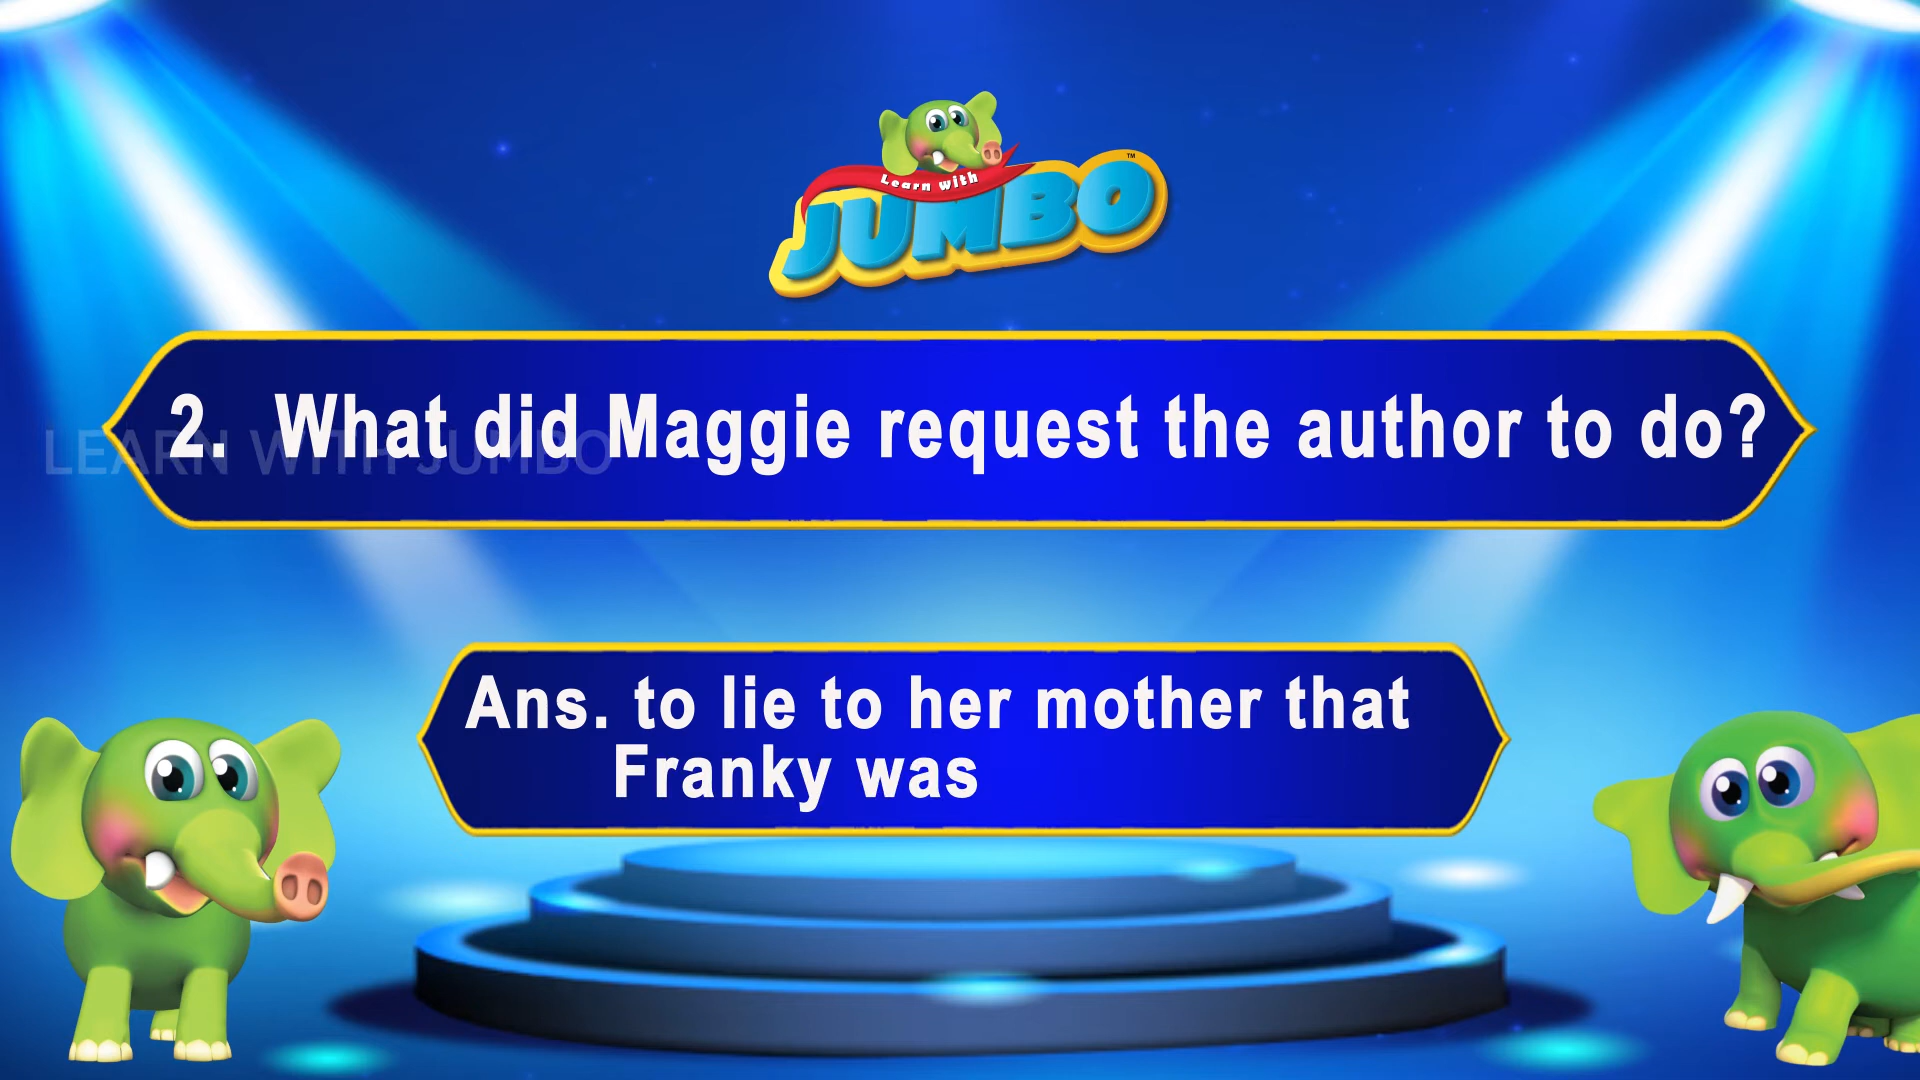 Learn with
JUMBO
TM
2. What did Maggie request the author to do?
LEARN WITH JUMBO
Ans. to lie to her mother that
Franky was